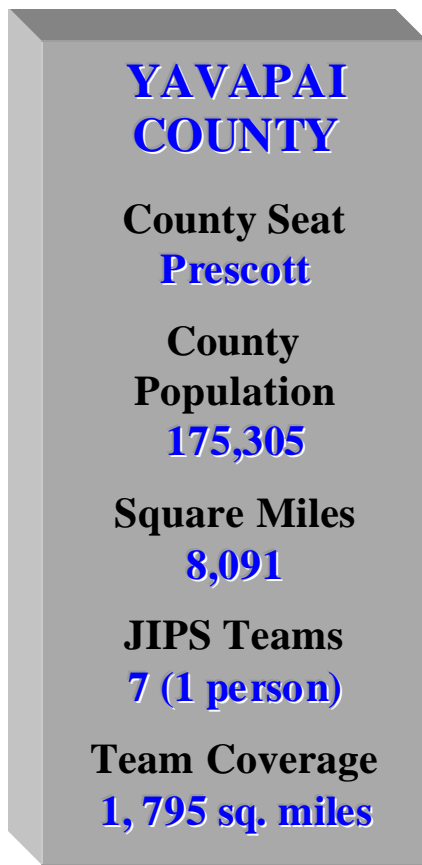 YAVAPAI
COUNTY
County Seat
Prescott
County
Population
175,305
Square Miles
8,091
JIPS Teams
7 (1 person)
Team Coverage
1, 795 sq. miles